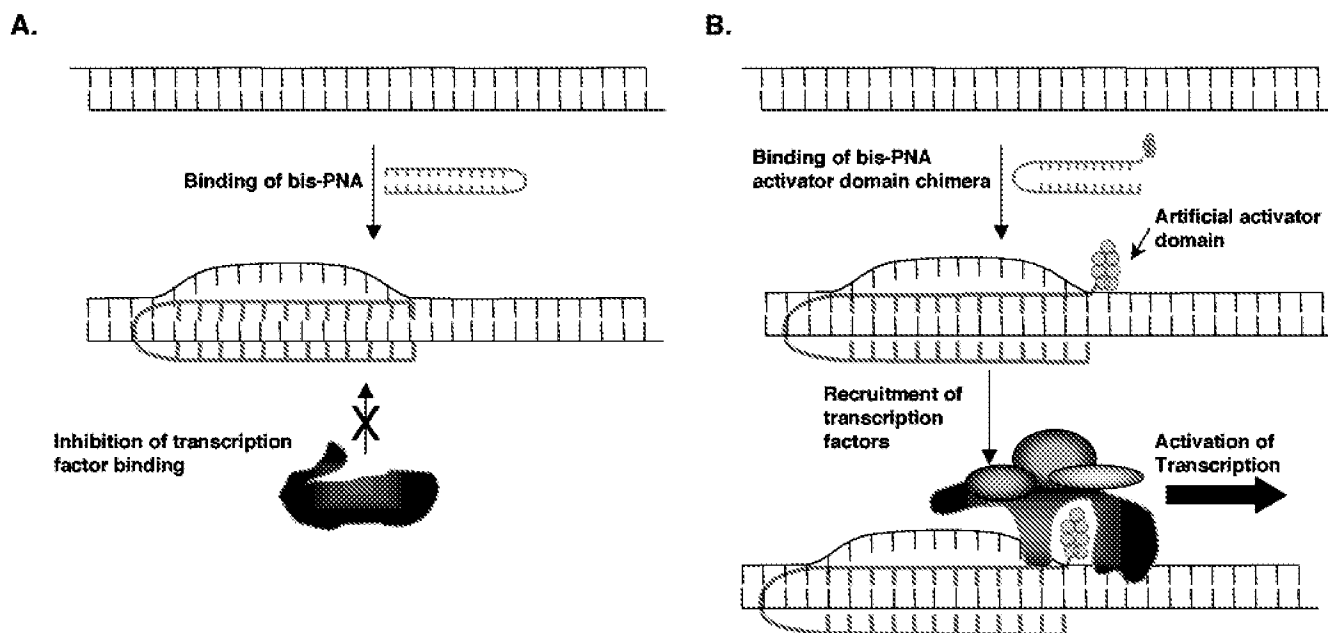 A.
Binding of bis-PNA
Inhibition of transcription
factor binding
B.
Binding of bis-PNA
activator domain chimera
Artificial activator
domain
Recruitment of
transcription
factors
Activation of
Transcription